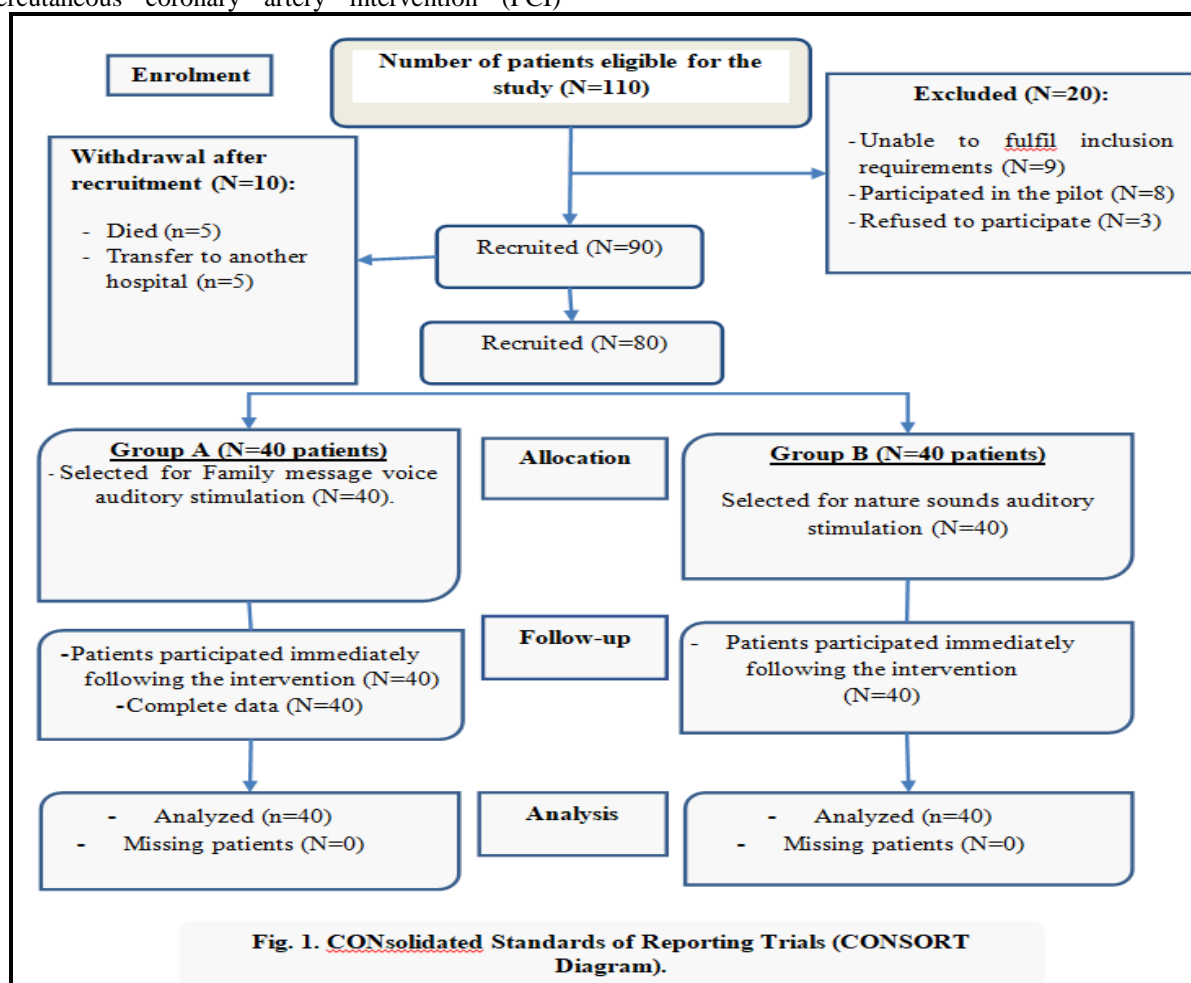 ercutaneous coronary artery intervention (PCI)
Enrolment
Number of patients eligible for the
study (N=110)
Excluded (N=20):
-Unable to fulfil inclusion
requirements (N=9)
-Participated in the pilot (N=8)
-Refused to participate (N=3)
Withdrawal after
recruitment (N=10):
- Died (n=5)
- Transfer to another
hospital (n=5)
Recruited (N=90)
Recruited (N=80)
Group A (N=40 patients)
- Selected for Family message voice
auditory stimulation (N=40).
Allocation
Group B (N=40 patients)
Selected for nature sounds auditory
stimulation (N=40)
-Patients participated immediately
following the intervention (N=40)
-Complete data (N=40)
Follow-up
- Patients participated immediately
following the intervention
(N=40)
- Analyzed (n=40)
- Missing patients (N=0)
Analysis
- Analyzed (n=40)
- Missing patients (N=0)
Fig. 1. CONsolidated Standards of Reporting Trials (CONSORT
Diagram).